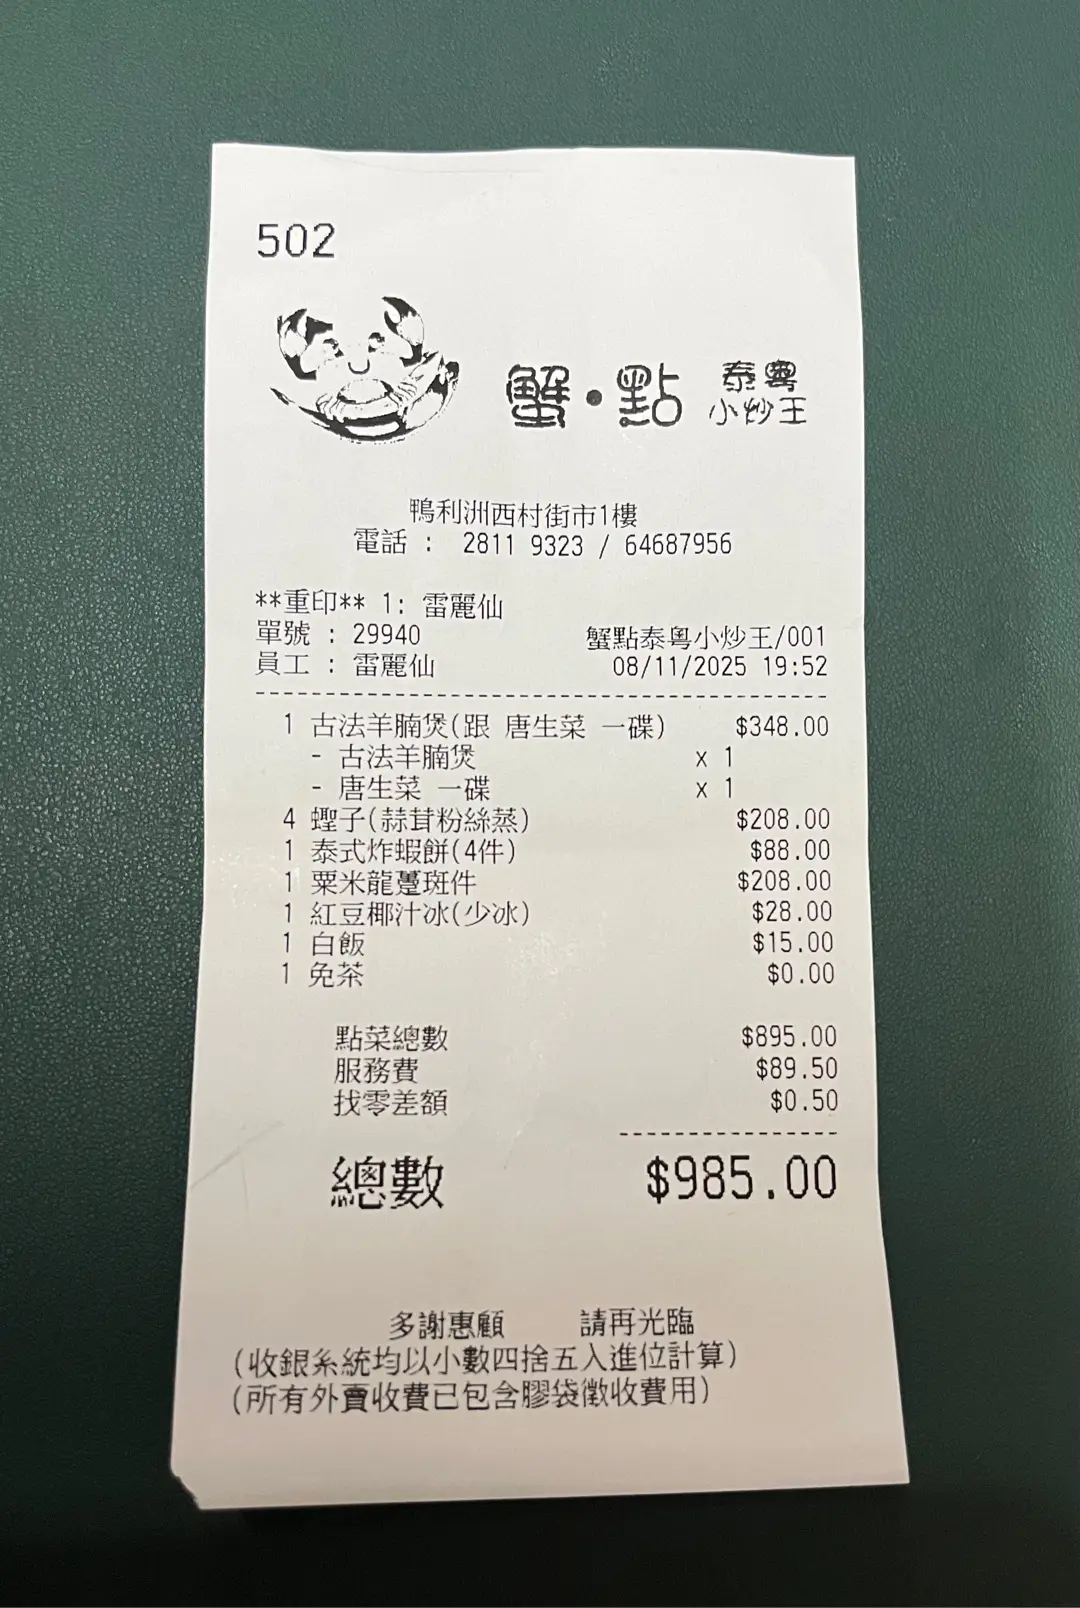 502
蟹·點 泰粵
小炒王
鴨利洲西村街市1樓
電話 : 2811 9323 / 64687956
**重印** 1: 雷麗仙
單號 : 29940 蟹點泰粵小炒王/001
員工 : 雷麗仙 08/11/2025 19:52
1 古法羊腩煲(跟 唐生菜 一碟) $348.00
- 古法羊腩煲 x 1
- 唐生菜 一碟 x 1
4 蟶子(蒜茸粉絲蒸) $208.00
1 泰式炸蝦餅(4件) $88.00
1 粟米龍躉斑件 $208.00
1 紅豆椰汁冰(少冰) $28.00
1 白飯 $15.00
1 免茶 $0.00
點菜總數 $895.00
服務費 $89.50
找零差額 $0.50
總數 $985.00
多謝惠顧 請再光臨
(收銀系統均以小數四捨五入進位計算)
(所有外賣收費已包含膠袋徵收費用)